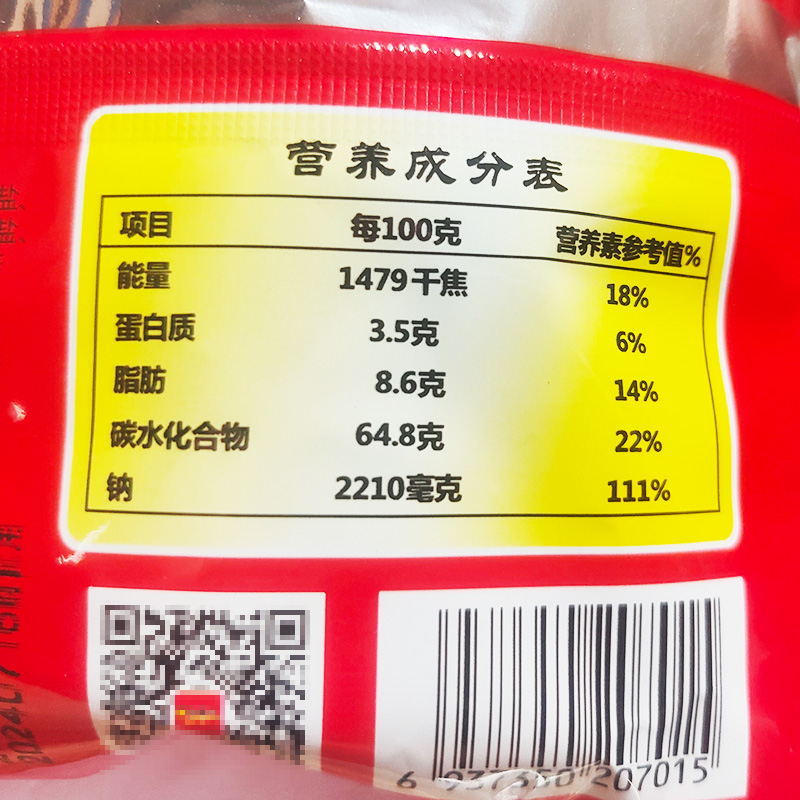 营养成分表
项目 每100克 营养素参考值%
能量 1479千焦 18%
蛋白质 3.5克 6%
脂肪 8.6克 14%
碳水化合物 64.8克 22%
钠 2210毫克 111%
207015